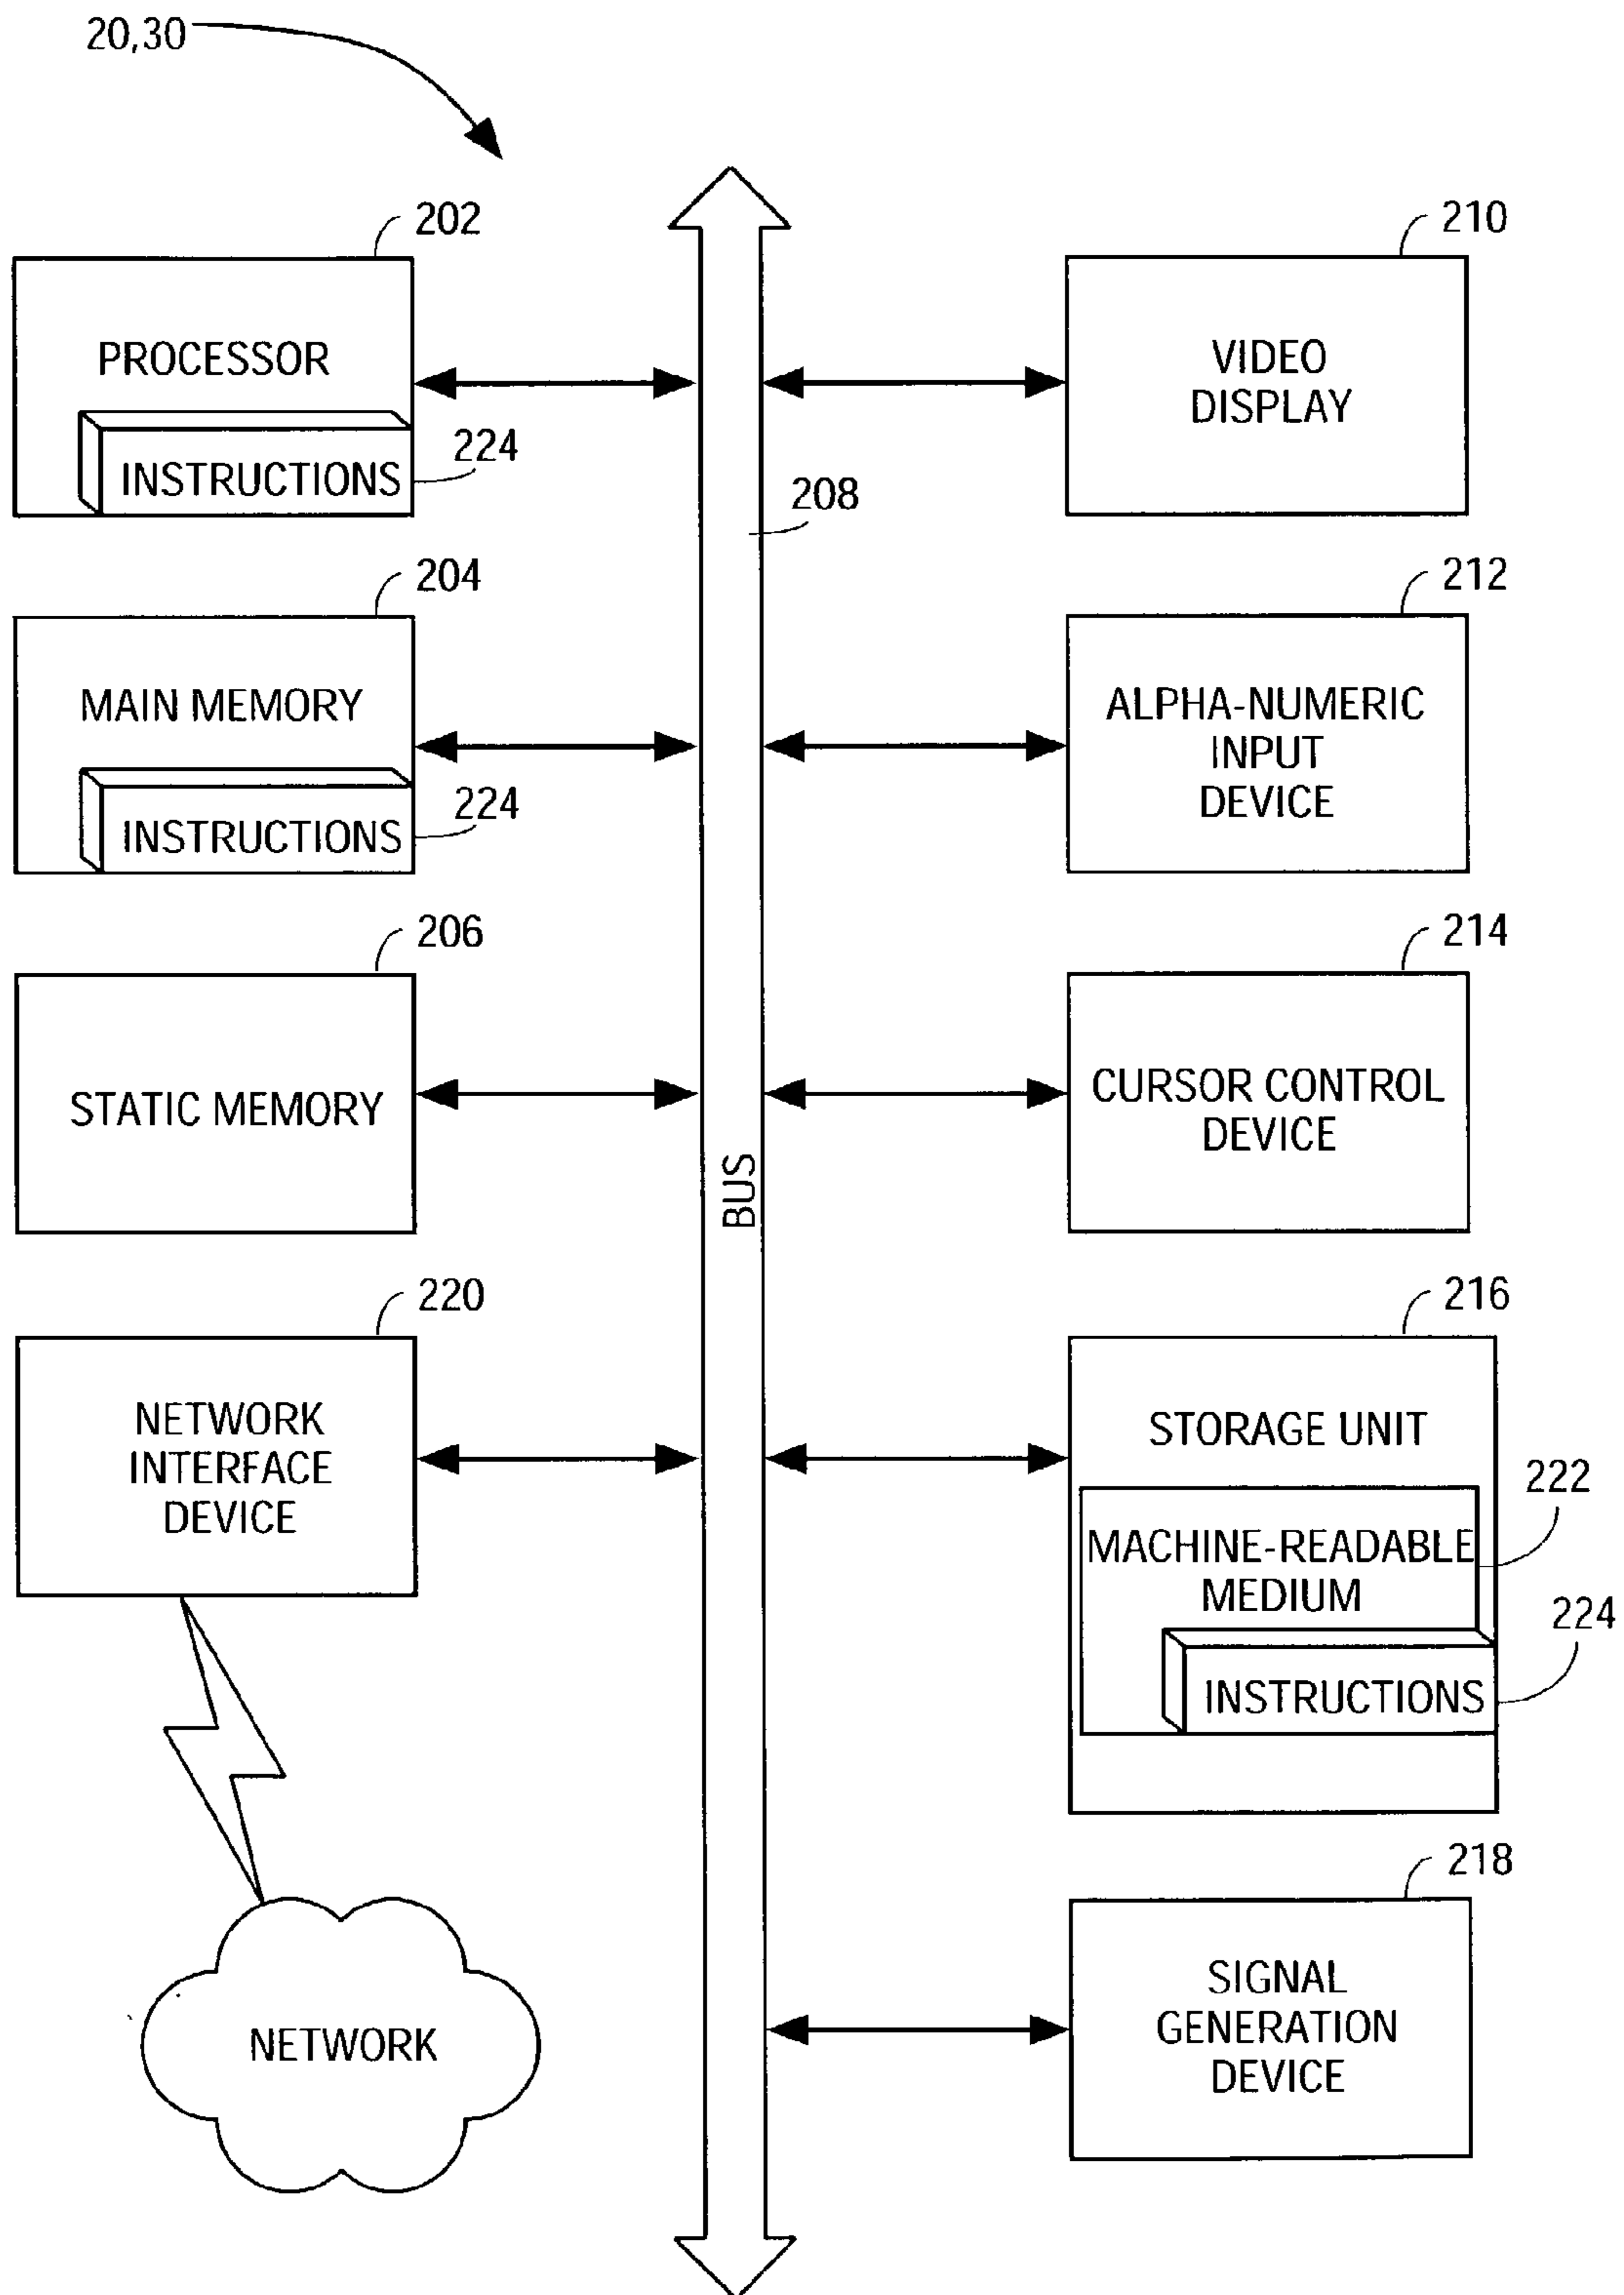 20,30
202
PROCESSOR
INSTRUCTIONS
224
204
MAIN MEMORY
INSTRUCTIONS
224
206
STATIC MEMORY
220
NETWORK
INTERFACE
DEVICE
NETWORK
208
BUS
210
VIDEO
DISPLAY
212
ALPHA-NUMERIC
INPUT
DEVICE
214
CURSOR CONTROL
DEVICE
216
STORAGE UNIT
222
MACHINE-READABLE
MEDIUM
224
INSTRUCTIONS
218
SIGNAL
GENERATION
DEVICE